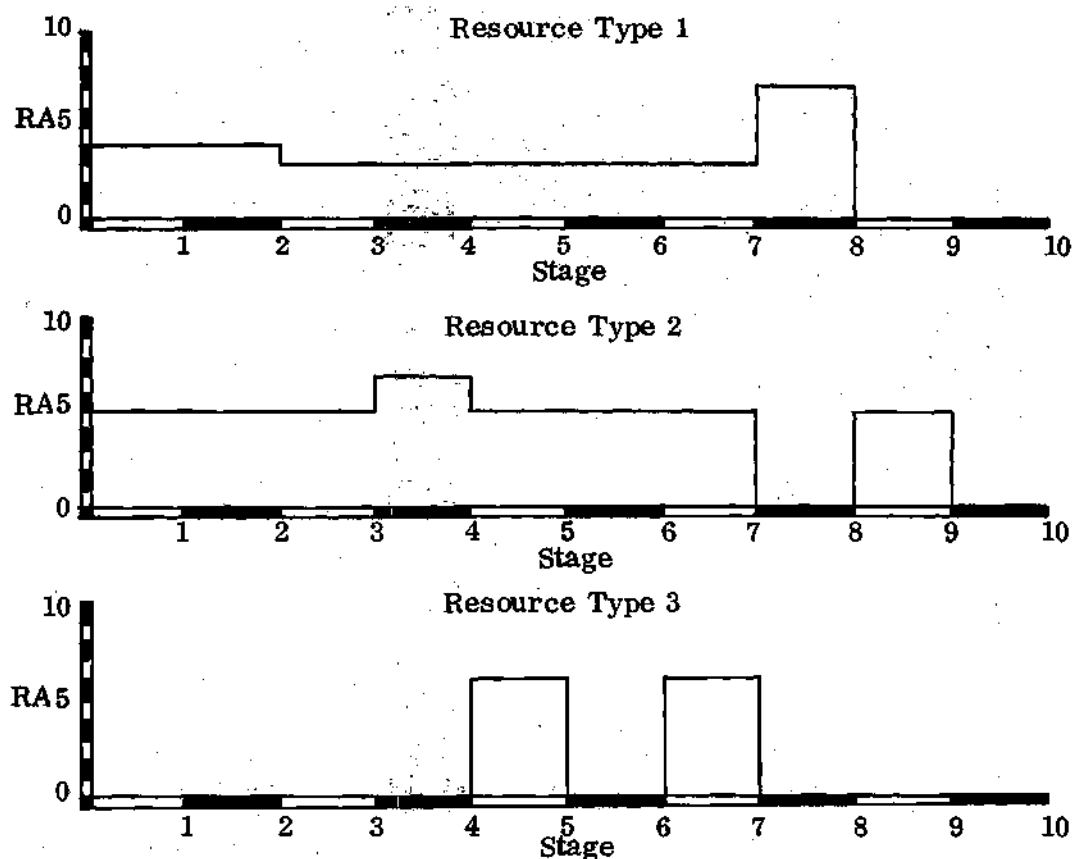 Resource Type 1
10
RA5
0
1 2 3 4 5 6 7 8 9 10
Stage
Resource Type 2
10
RA5
0
1 2 3 4 5 6 7 8 9 10
Stage
Resource Type 3
10
RA5
0
1 2 3 4 5 6 7 8 9 10
Stage